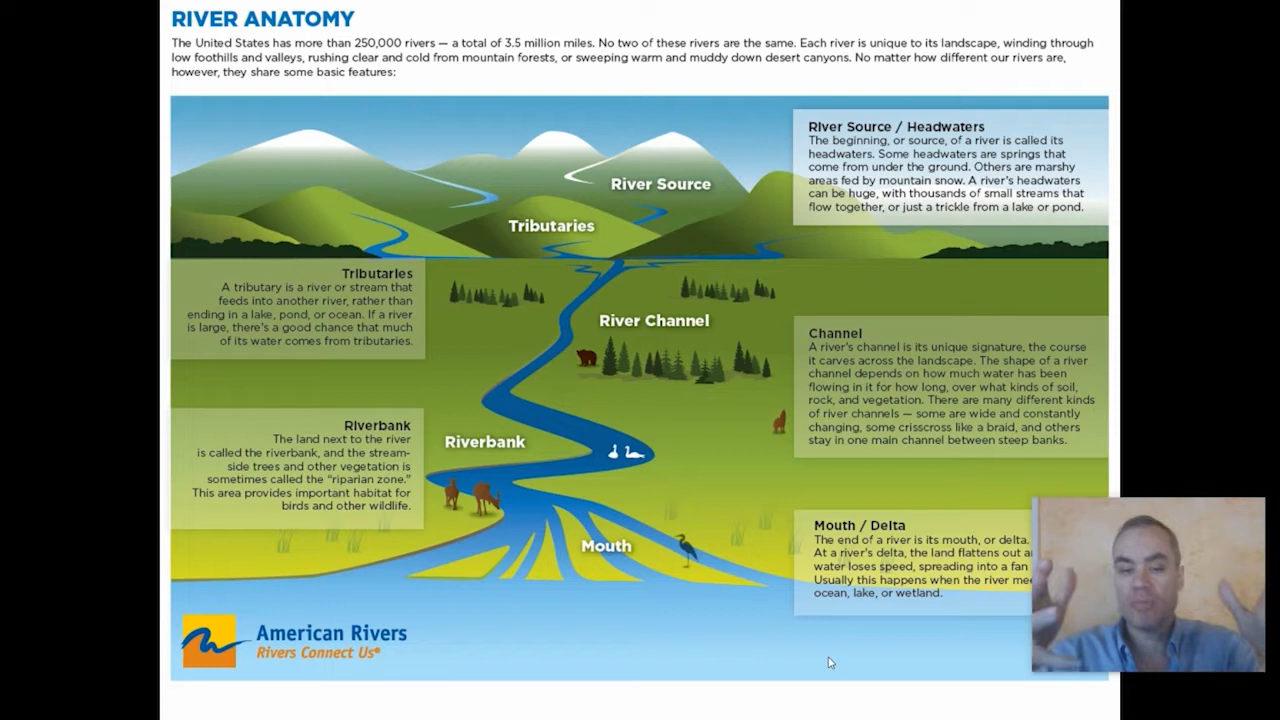 RIVER ANATOMY
The United States has more than 250,000 rivers — a total of 3.5 million miles. No two of these rivers are the same. Each river is unique to its landscape, winding through
low foothills and valleys, rushing clear and cold from mountain forests, or sweeping warm and muddy down desert canyons. No matter how different our rivers are,
however, they share some basic features:
River Source / Headwaters
The beginning, or source, of a river is called its
headwaters. Some headwaters are springs that
come from under the ground. Others are marshy
areas fed by mountain snow. A river's headwaters
can be huge, with thousands of small streams that
flow together, or just a trickle from a lake or pond.
River Source
Tributaries
Tributaries
A tributary is a river or stream that
feeds into another river, rather than
ending in a lake, pond, or ocean. If a river
is large, there's a good chance that much
of its water comes from tributaries.
River Channel
Channel
A river's channel is its unique signature, the course
it carves across the landscape. The shape of a river
channel depends on how much water has been
flowing in it for how long, over what kinds of soil,
rock, and vegetation. There are many different kinds
of river channels — some are wide and constantly
changing, some crisscross like a braid, and others
stay in one main channel between steep banks.
Riverbank
The land next to the river
is called the riverbank, and the stream-
side trees and other vegetation is
sometimes called the "riparian zone."
This area provides important habitat for
birds and other wildlife.
Riverbank
Mouth
Mouth / Delta
The end of a river is its mouth, or delta.
At a river's delta, the land flattens out
water loses speed, spreading into a fan
Usually this happens when the river
ocean, lake, or wetland.
American Rivers
Rivers Connect Us®